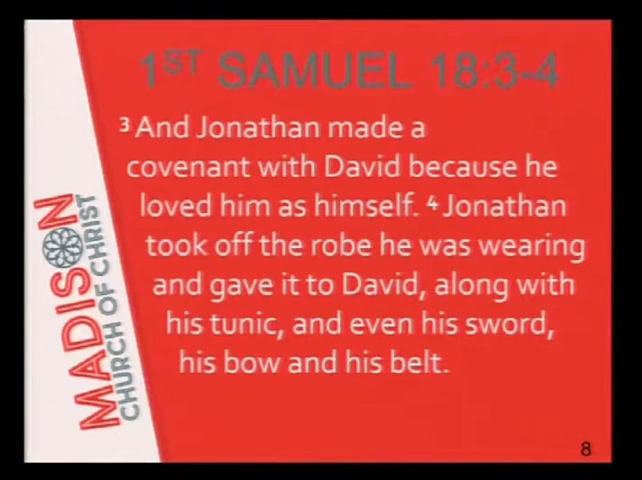 1ST SAMUEL 18:3-4
3 And Jonathan made a
covenant with David because he
loved him as himself. 4 Jonathan
took off the robe he was wearing
and gave it to David, along with
his tunic, and even his sword,
his bow and his belt.
MADISON
CHURCH OF CHRIST
8